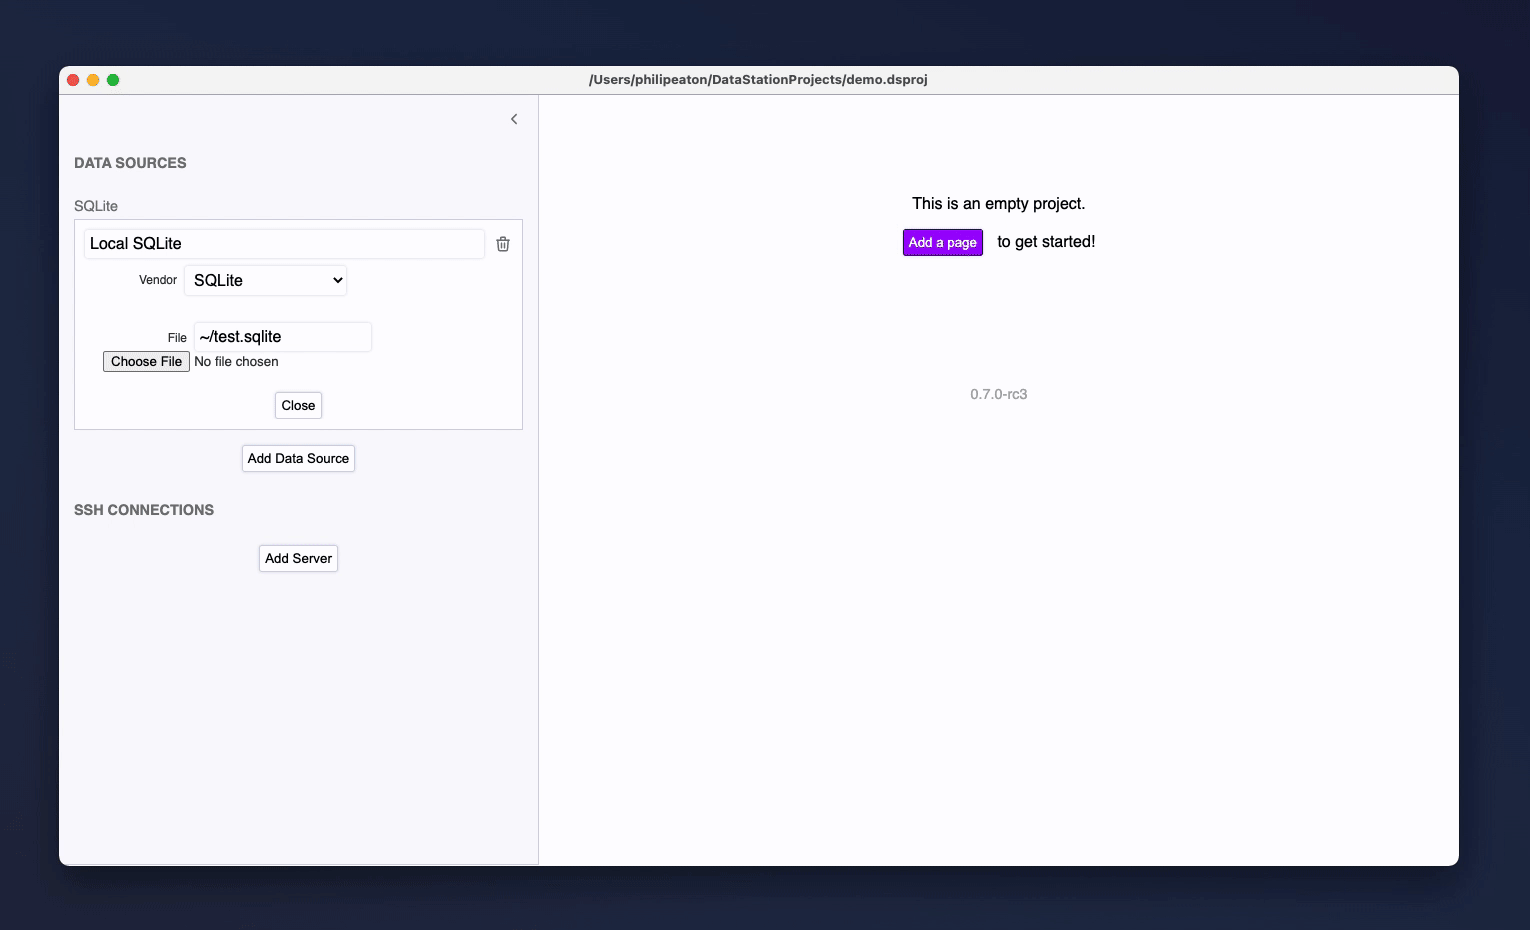 /Users/philipeaton/DataStationProjects/demo.dsproj
DATA SOURCES
SQLite
Local SQLite
Vendor SQLite
File ~/test.sqlite
Choose File No file chosen
Close
Add Data Source
SSH CONNECTIONS
Add Server
This is an empty project.
Add a page to get started!
0.7.0-rc3